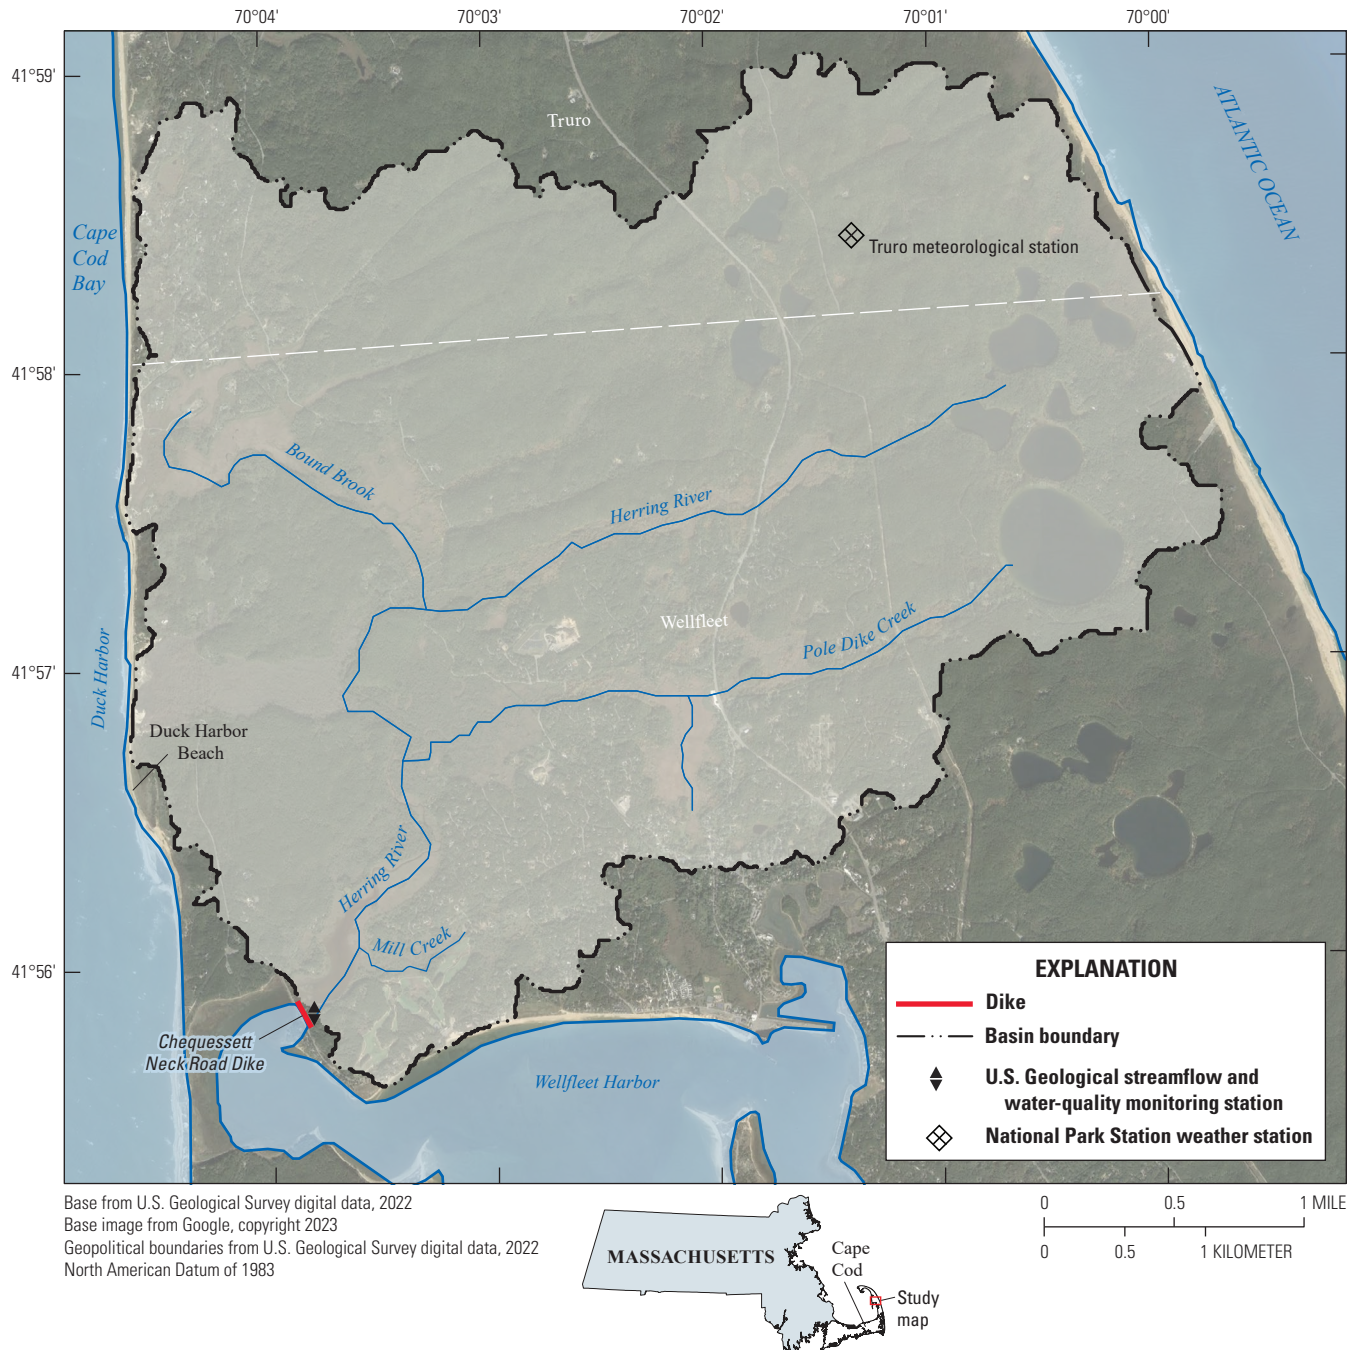 70°04'
70°03'
70°02'
70°01'
70°00'
41°59'
41°58'
41°57'
41°56'
Truro
ATLANTIC OCEAN
Cape
Cod
Bay
Truro meteorological station
Bound Brook
Herring River
Wellfleet
Pole Dike Creek
Duck Harbor
Duck Harbor
Beach
Herring River
Mill Creek
Chequessett
Neck Road Dike
Wellfleet Harbor
EXPLANATION
Dike
Basin boundary
U.S. Geological streamflow and
water-quality monitoring station
National Park Station weather station
Base from U.S. Geological Survey digital data, 2022
Base image from Google, copyright 2023
Geopolitical boundaries from U.S. Geological Survey digital data, 2022
North American Datum of 1983
0 0.5 1 MILE
0 0.5 1 KILOMETER
MASSACHUSETTS
Cape
Cod
Study
map